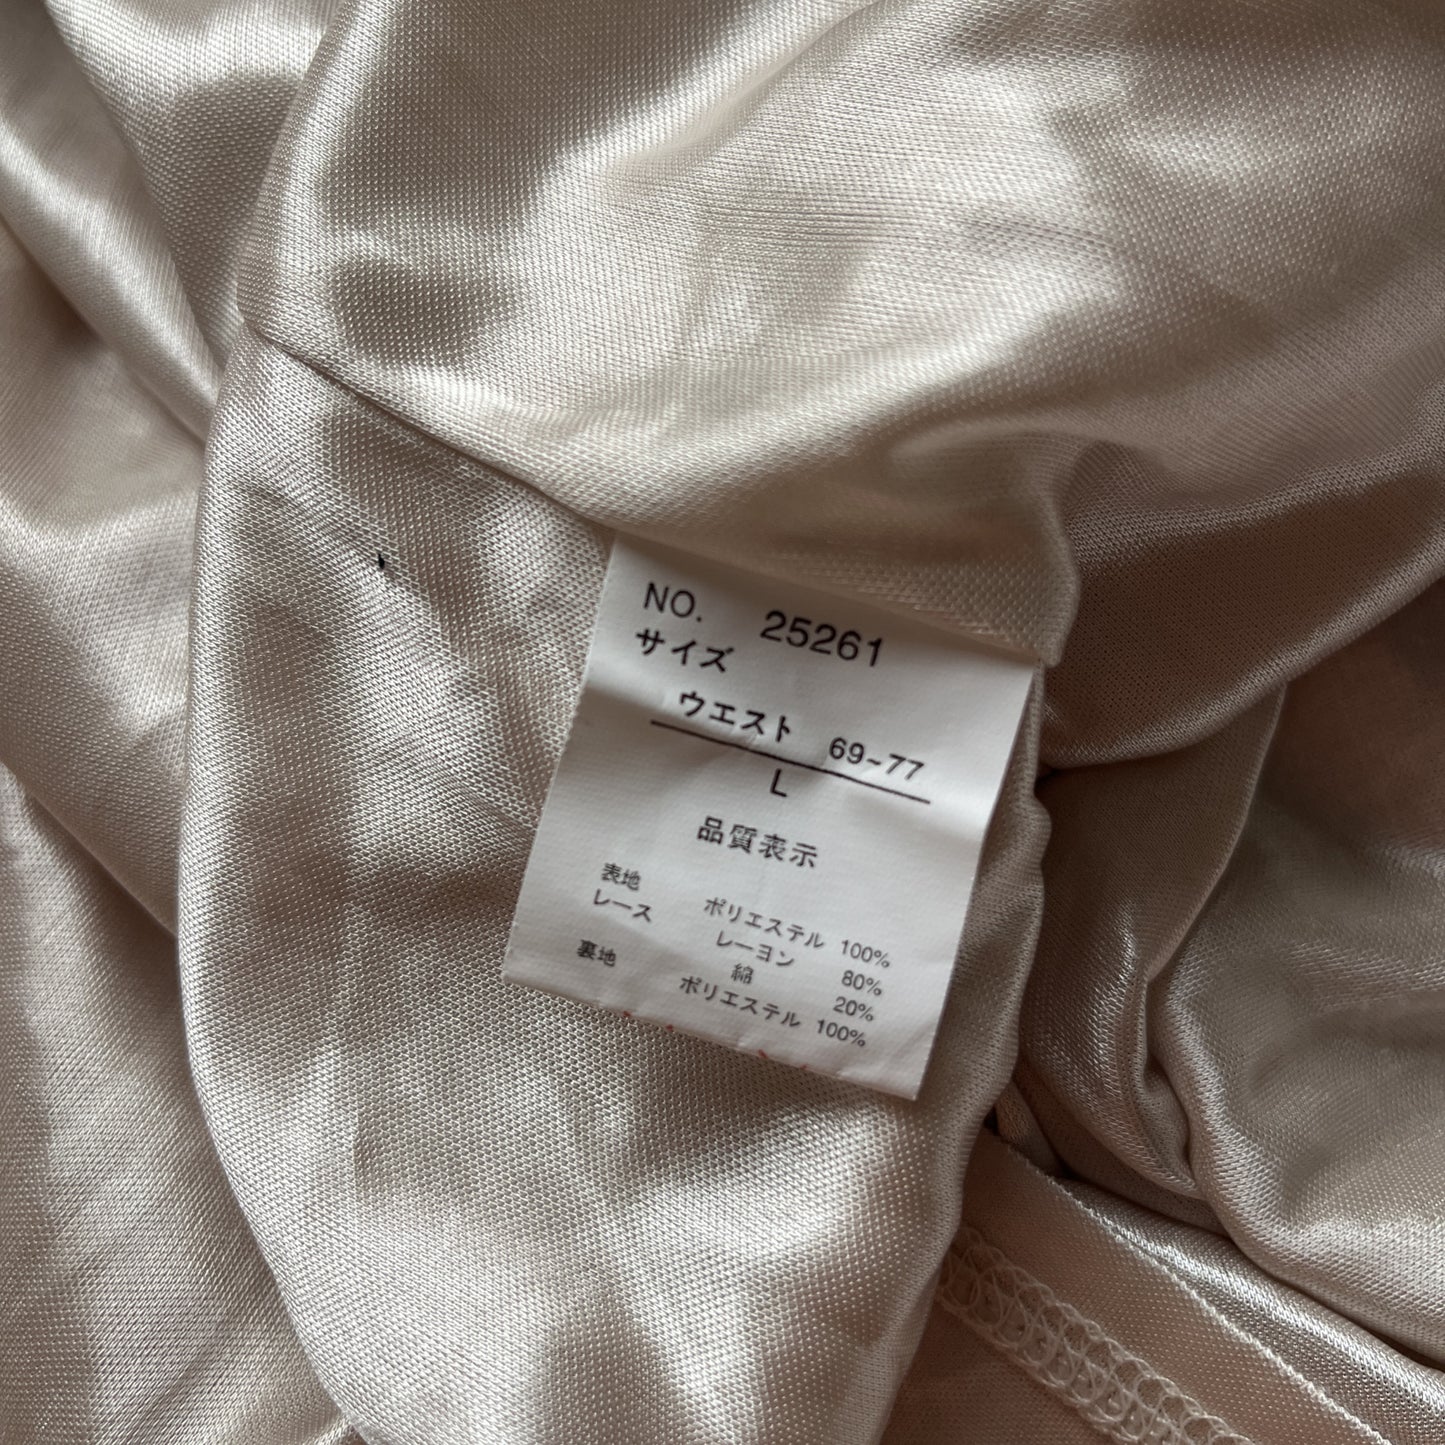 NO. 25261
サイズ
ウエスト 69~77
L
品質表示
表地 ポリエステル 100%
レース レーヨン 80%
綿 20%
裏地 ポリエステル 100%